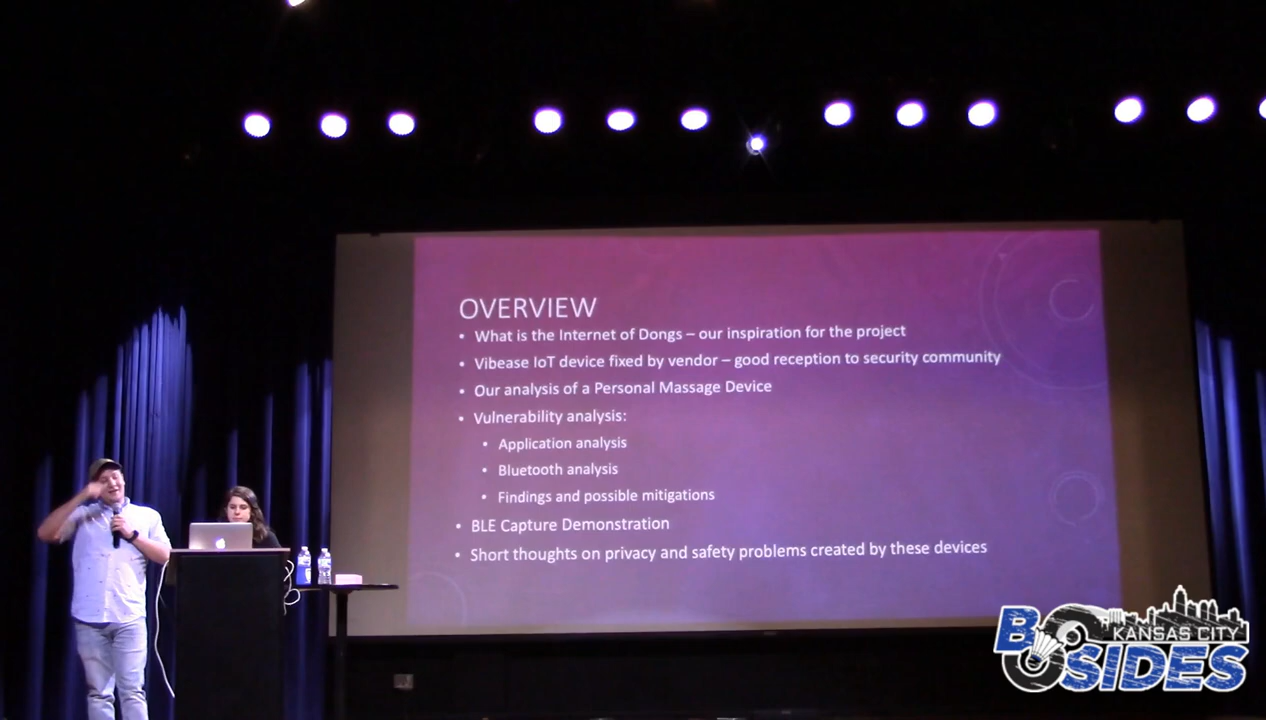 OVERVIEW
• What is the Internet of Dongs – our inspiration for the project
• Vibease IoT device fixed by vendor – good reception to security community
• Our analysis of a Personal Massage Device
• Vulnerability analysis:
• Application analysis
• Bluetooth analysis
• Findings and possible mitigations
• BLE Capture Demonstration
• Short thoughts on privacy and safety problems created by these devices
KANSAS CITY
BSIDES